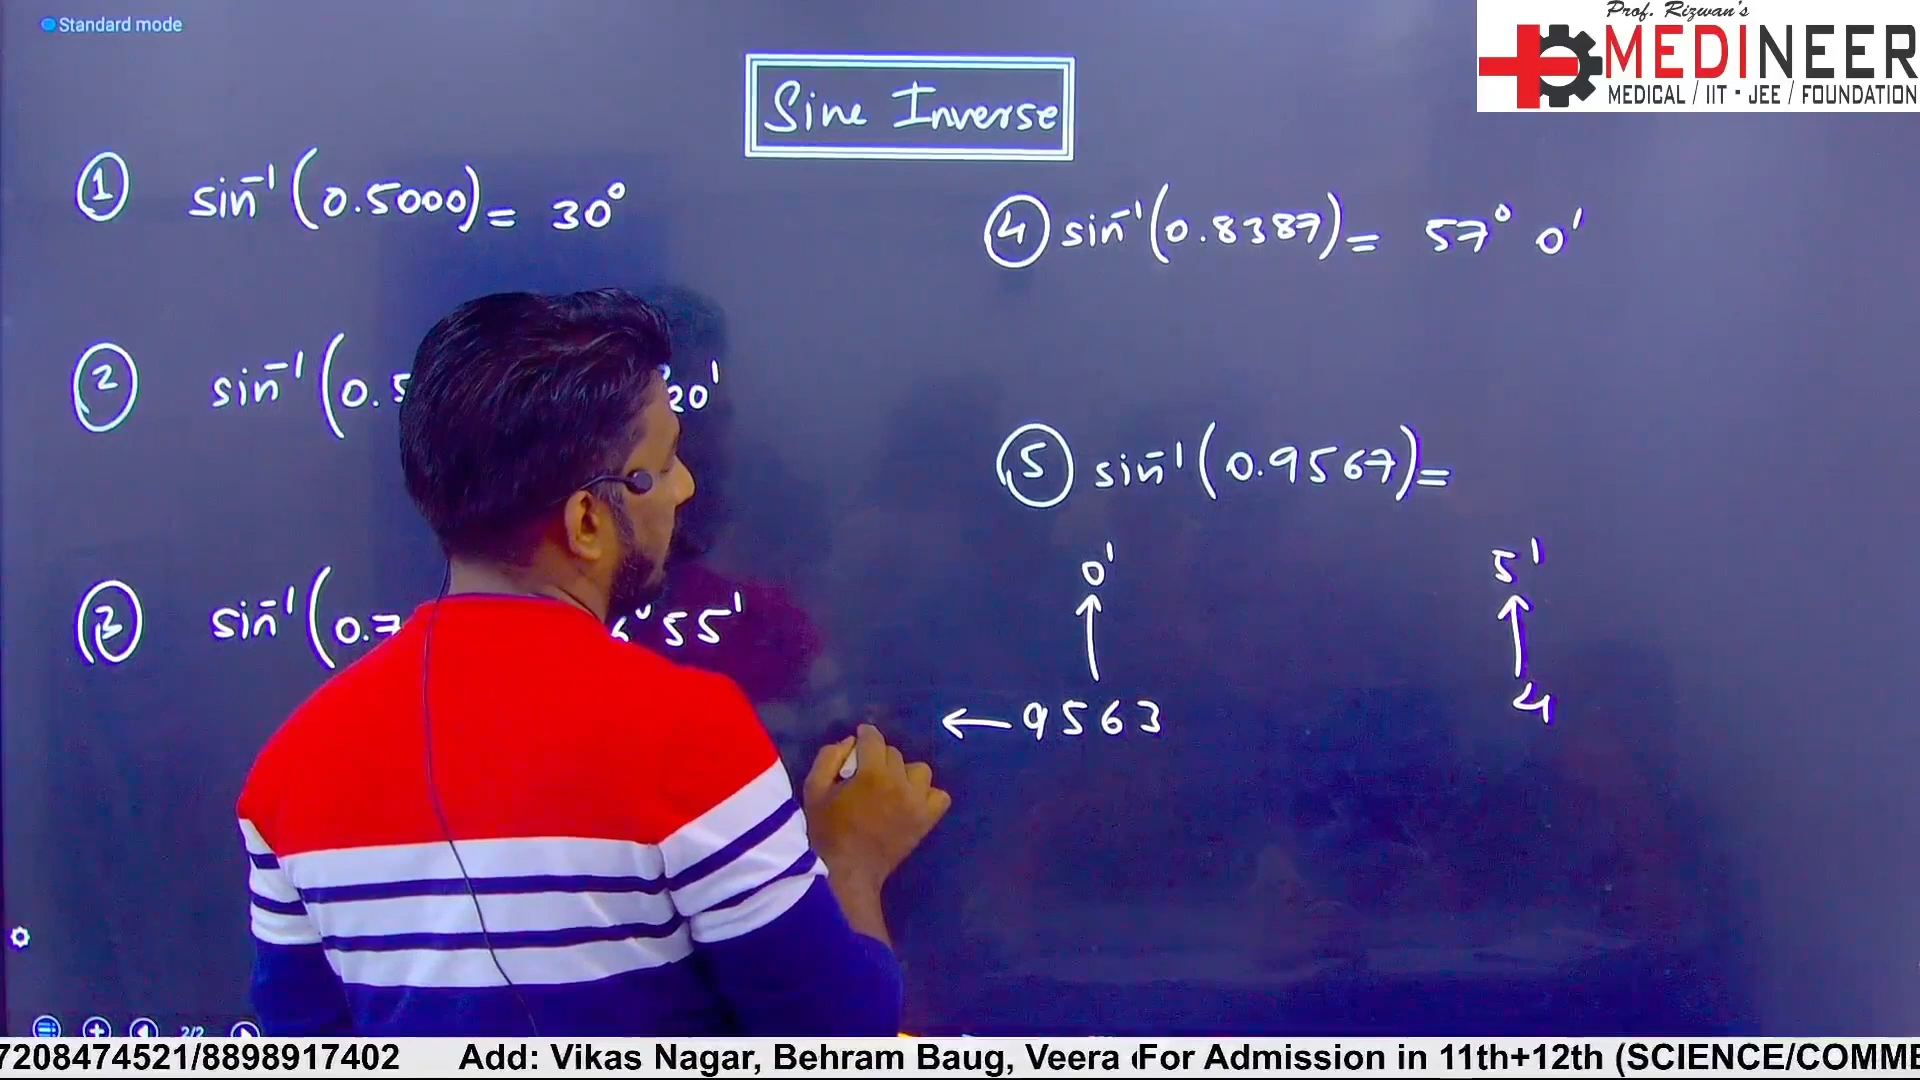 Standard mode
Prof. Rizwan's
MEDINEER
MEDICAL / IIT - JEE / FOUNDATION
Sine Inverse
① sin⁻¹(0.5000) = 30°
② sin⁻¹(0.5 20'
③ sin⁻¹(0.7 55'
④ sin⁻¹(0.8387) = 57° 0'
⑤ sin⁻¹(0.9567) =
0' 5'
↑ ↑
← 9563 4
2/2
7208474521/8898917402 Add: Vikas Nagar, Behram Baug, Veera For Admission in 11th+12th (SCIENCE/COMME